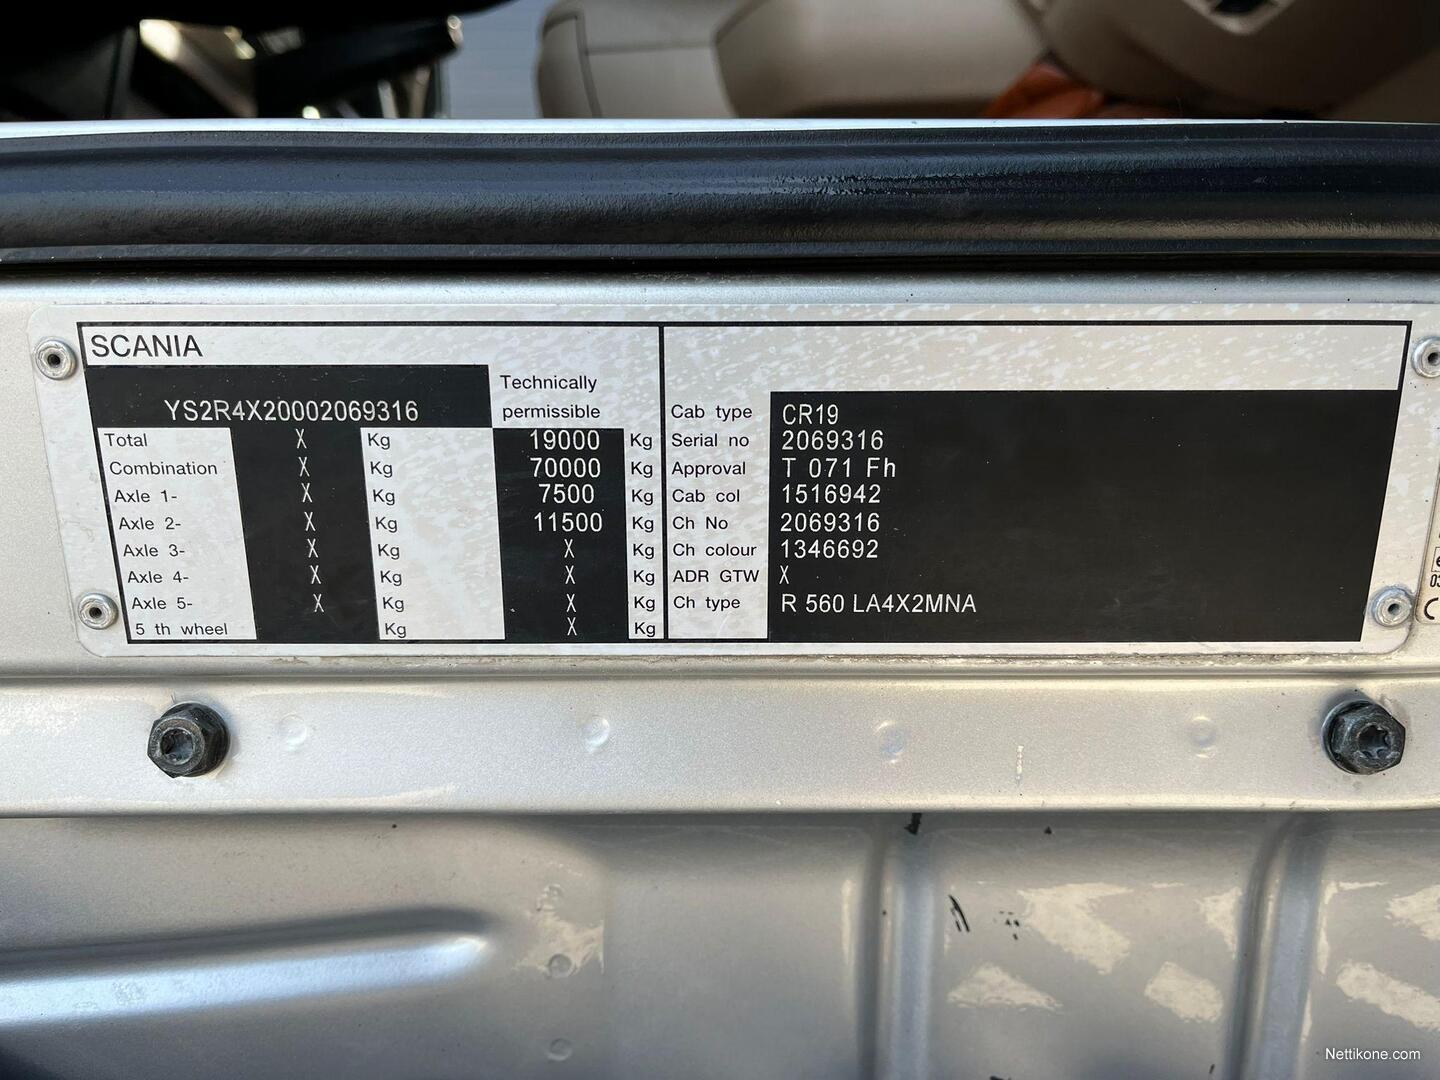 SCANIA
Technically
permissible
YS2R4X20002069316
Total X Kg 19000 Kg
Combination X Kg 70000 Kg
Axle 1- X Kg 7500 Kg
Axle 2- X Kg 11500 Kg
Axle 3- X Kg X Kg
Axle 4- X Kg X Kg
Axle 5- X Kg X Kg
5 th wheel Kg X Kg
Cab type CR19
Serial no 2069316
Approval T 071 Fh
Cab col 1516942
Ch No 2069316
Ch colour 1346692
ADR GTW X
Ch type R 560 LA4X2MNA
Nettikone.com